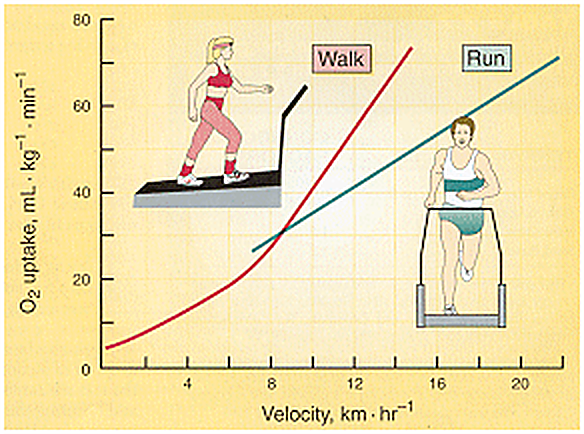 80
60
40
20
0
O₂ uptake, mL · kg⁻¹ · min⁻¹
Walk
Run
4 8 12 16 20
Velocity, km · hr⁻¹